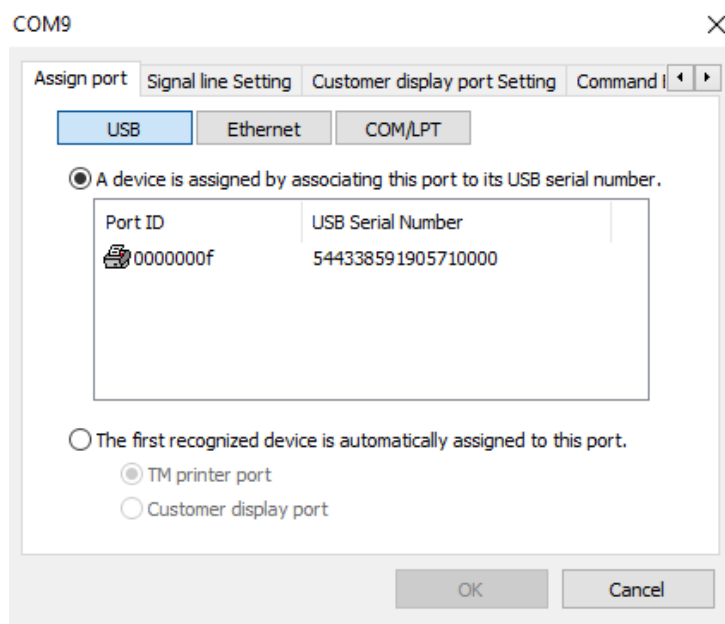 COM9
Assign port Signal line Setting Customer display port Setting Command
USB Ethernet COM/LPT
A device is assigned by associating this port to its USB serial number.
Port ID USB Serial Number
0000000f 544338591905710000
The first recognized device is automatically assigned to this port.
TM printer port
Customer display port
OK Cancel